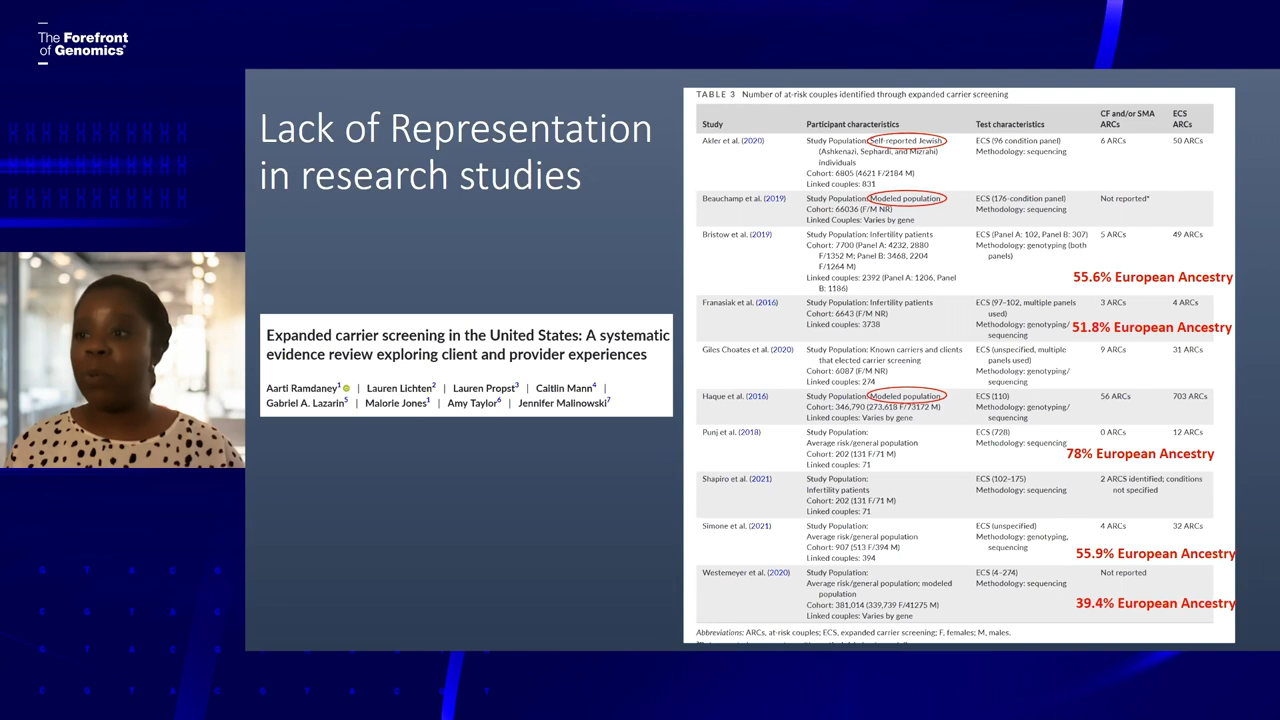 The Forefront
of Genomics®
Lack of Representation
in research studies
Expanded carrier screening in the United States: A systematic
evidence review exploring client and provider experiences
Aarti Ramdaney1 | Lauren Lichten2 | Lauren Propst3 | Caitlin Mann4 |
Gabriel A. Lazarin5 | Malorie Jones1 | Amy Taylor6 | Jennifer Malinowski7
TABLE 3 Number of at-risk couples identified through expanded carrier screening
CF and/or SMA ECS
Study Participant characteristics Test characteristics ARCs ARCs
Akler et al. (2020) Study Population: Self-reported Jewish ECS (96 condition panel) 6 ARCs 50 ARCs
(Ashkenazi, Sephardi, and Mizrahi) Methodology: sequencing
individuals
Cohort: 6805 (4621 F/2184 M)
Linked couples: 831
Beauchamp et al. (2019) Study Population: Modeled population ECS (176-condition panel) Not reported*
Cohort: 66036 (F/M NR) Methodology: sequencing
Linked Couples: Varies by gene
Bristow et al. (2019) Study Population: Infertility patients ECS (Panel A: 102, Panel B: 307) 5 ARCs 49 ARCs
Cohort: 7700 (Panel A: 4232, 2880 Methodology: genotyping (both
F/1352 M; Panel B: 3468, 2204 panels)
F/1264 M)
Linked couples: 2392 (Panel A: 1206, Panel
B: 1186)
55.6% European Ancestry
Franasiak et al. (2016) Study Population: Infertility patients ECS (97–102, multiple panels 3 ARCs 4 ARCs
Cohort: 6643 (F/M NR) used)
Linked couples: 3738 Methodology: genotyping/
sequencing
51.8% European Ancestry
Giles Choates et al. (2020) Study Population: Known carriers and clients ECS (unspecified, multiple 9 ARCs 31 ARCs
that elected carrier screening panels used)
Cohort: 6087 (F/M NR) Methodology: genotyping/
Linked couples: 274 sequencing
Haque et al. (2016) Study Population: Modeled population ECS (110) 56 ARCs 703 ARCs
Cohort: 346,790 (273,618 F/73172 M) Methodology: genotyping/
Linked couples: Varies by gene sequencing
Punj et al. (2018) Study Population: ECS (728) 0 ARCs 12 ARCs
Average risk/general population Methodology: sequencing
Cohort: 202 (131 F/71 M)
Linked couples: 71
78% European Ancestry
Shapiro et al. (2021) Study Population: ECS (102–175) 2 ARCS identified; conditions
Infertility patients Methodology: sequencing not specified
Cohort: 202 (131 F/71 M)
Linked couples: 71
Simone et al. (2021) Study Population: ECS (unspecified) 4 ARCs 32 ARCs
Average risk/general population Methodology: genotyping,
Cohort: 907 (513 F/394 M) sequencing
Linked couples: 394
55.9% European Ancestry
Westemeyer et al. (2020) Study Population: ECS (4–274) Not reported
Average risk/general population; modeled Methodology: sequencing
population
Cohort: 381,014 (339,739 F/41275 M)
Linked couples: Varies by gene
39.4% European Ancestry
Abbreviations: ARCs, at-risk couples; ECS, expanded carrier screening; F, females; M, males.